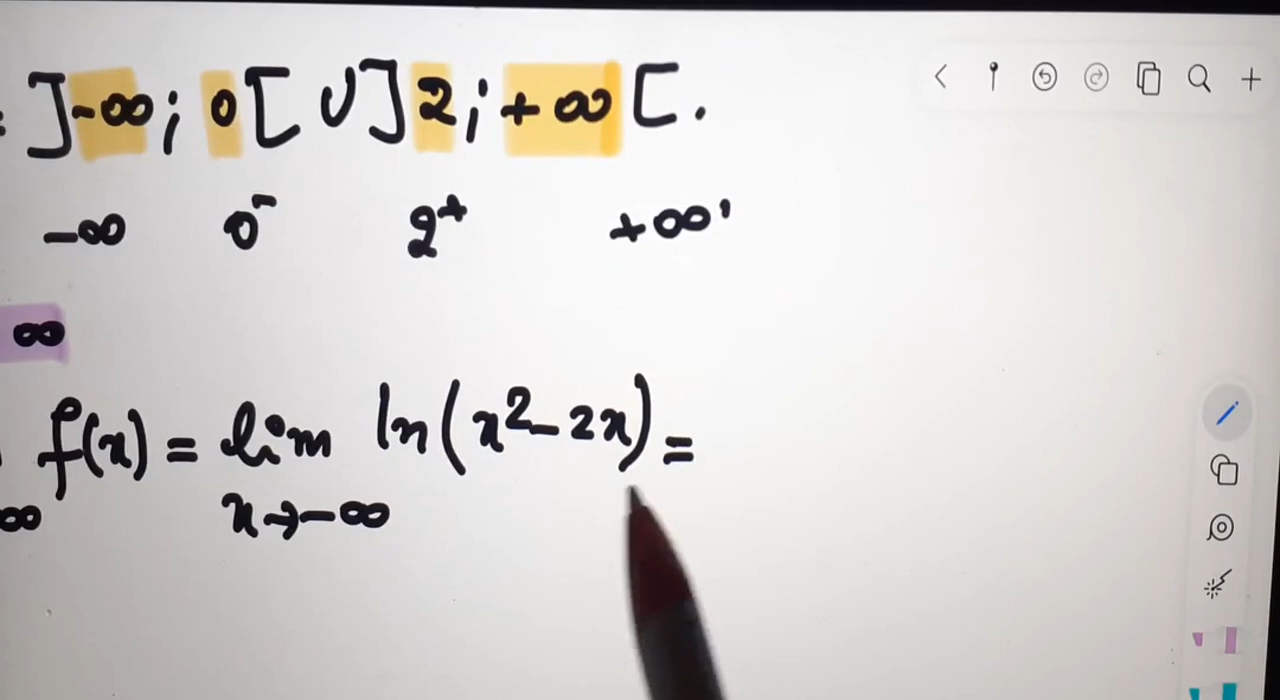 : ]-∞; 0[ ∪ ]2; +∞[.
-∞ 0⁻ 2⁺ +∞'
∞
f(x) = lim ln(x²-2x) =
∞ x→-∞